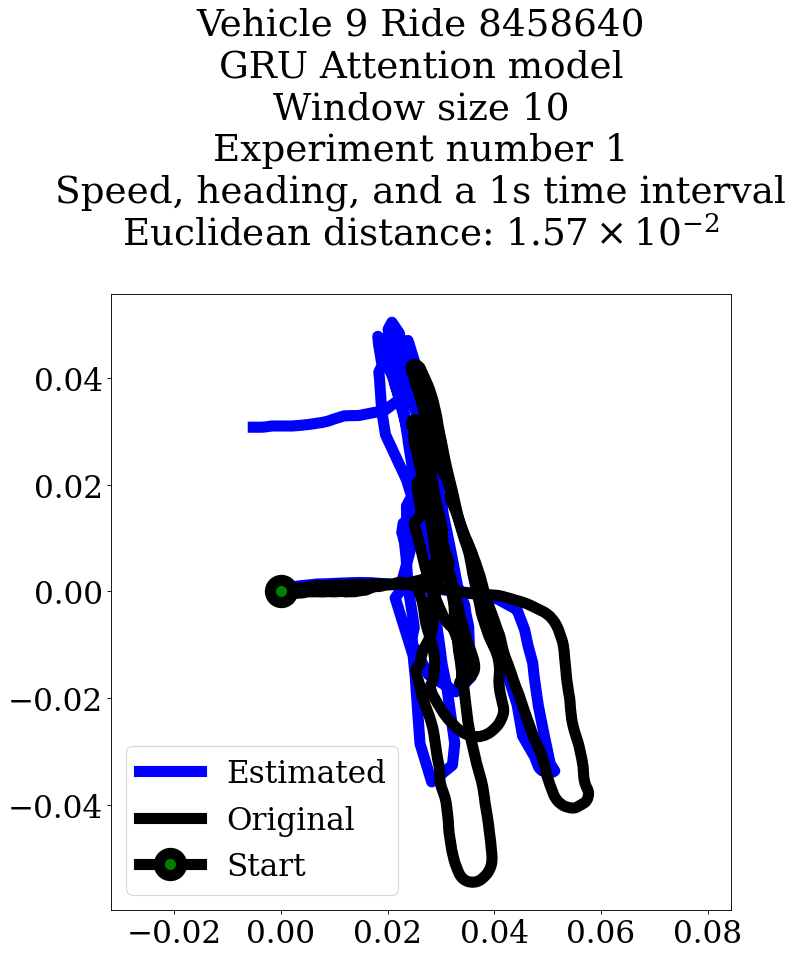 Vehicle 9 Ride 8458640
GRU Attention model
Window size 10
Experiment number 1
Speed, heading, and a 1s time interval
Euclidean distance: 1.57 × 10⁻²
0.04
0.02
0.00
−0.02
−0.04
Estimated
Original
Start
−0.02 0.00 0.02 0.04 0.06 0.08